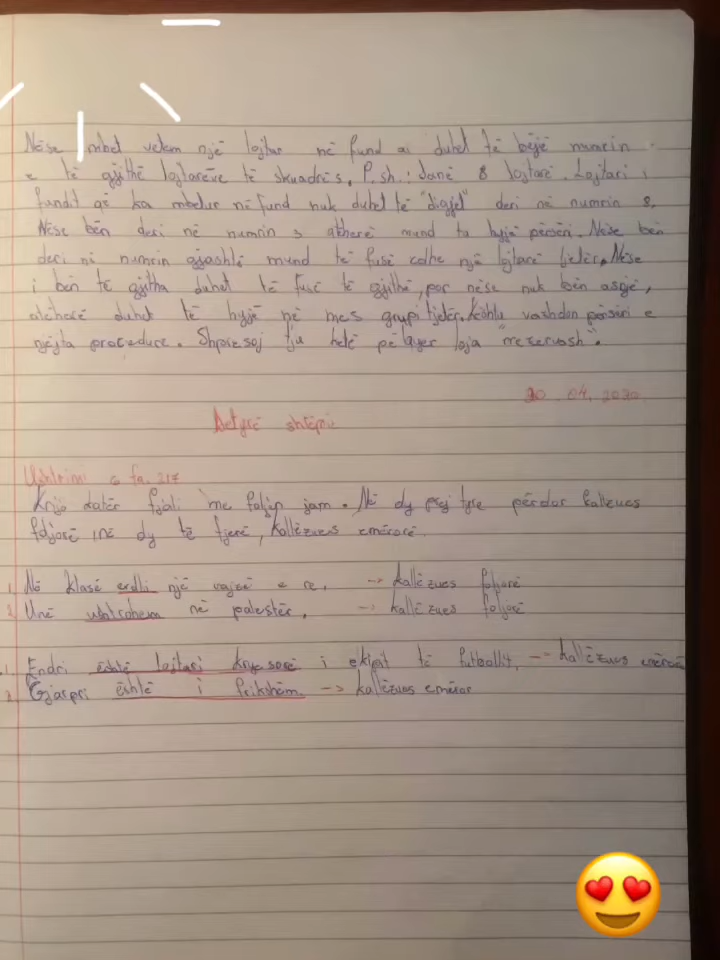 Nëse mbet vetem një lojtar në fund ai duhet të bëjë numrin
e të gjithë lojtarëve të skuadrës. P.sh: Janë 8 lojtarë. Lojtari i
fundit që ka mbetur në fund nuk duhet të "digjet" deri në numrin 8.
Nëse bën deri në numrin 3 atherë mund ta hyjë përsëri. Nëse bën
deri në numrin gjashtë mund të fusë edhe një lojtarë tjetër. Nëse
i bën të gjitha duhet të fusë të gjithë, por nëse nuk bën asgjë,
atëherë duhet të hyjë në mes grupi tjetër. Kështu vashdon përsëri e
njëjta procedure. Shpresoj tju ketë pëlqyer loja
20.04.2020
Detyrë shtëpie
Ushtrimi 6 fa. 217
Krijo katër fjali me foljen jam. Në dy prej tyre përdor kallëzues
foljorë në dy të tjerë, kallëzues emërorë.
1. Në klasë erdhi një vajzë e re. -> kallëzues foljorë
2. Unë ushtrohem në palestër, -> kallëzues foljorë
1. Endri është lojtari kryesorë i ekipit të futbollit. -> kallëzues emëror
2. Gjarpri është i frikshëm. -> kallëzues emëror